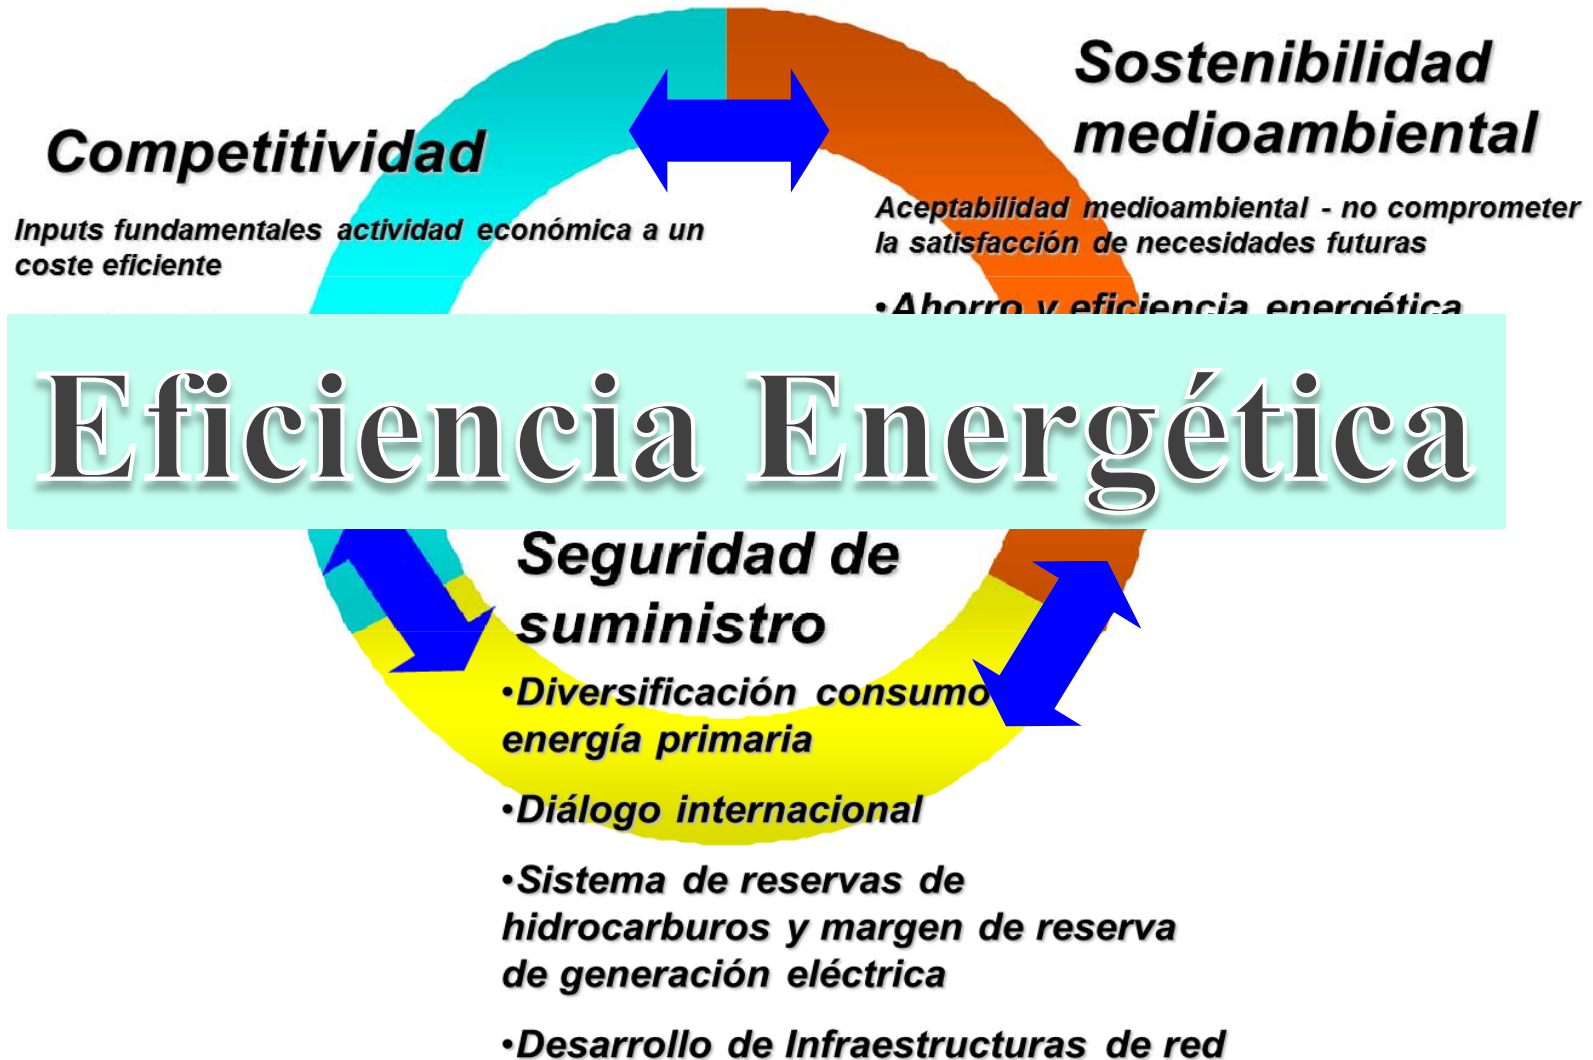 Competitividad
Inputs fundamentales actividad económica a un
coste eficiente
Sostenibilidad
medioambiental
Aceptabilidad medioambiental - no comprometer
la satisfacción de necesidades futuras
•Ahorro y eficiencia energética
Eficiencia Energética
Seguridad de
suministro
•Diversificación consumo
energía primaria
•Diálogo internacional
•Sistema de reservas de
hidrocarburos y margen de reserva
de generación eléctrica
•Desarrollo de Infraestructuras de red